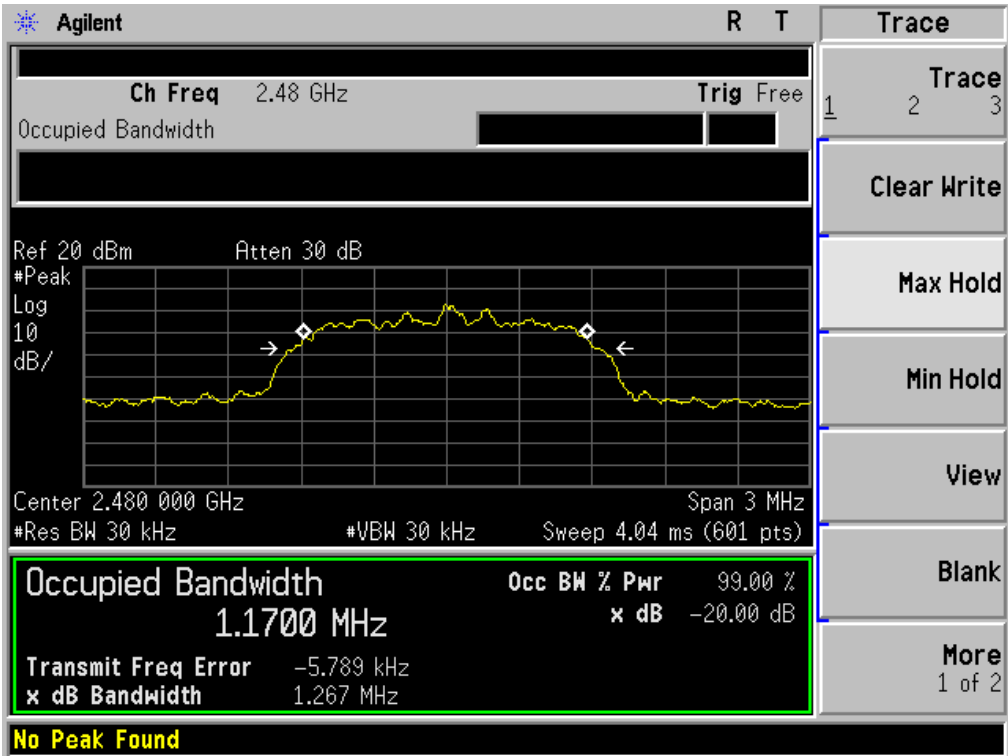 Agilent R T Trace
Ch Freq 2.48 GHz Trig Free
Occupied Bandwidth
Trace
1 2 3
Clear Write
Max Hold
Min Hold
View
Blank
More
1 of 2
Ref 20 dBm Atten 30 dB
#Peak
Log
10
dB/
Center 2.480 000 GHz Span 3 MHz
#Res BW 30 kHz #VBW 30 kHz Sweep 4.04 ms (601 pts)
Occupied Bandwidth Occ BW % Pwr 99.00 %
1.1700 MHz x dB -20.00 dB
Transmit Freq Error -5.789 kHz
x dB Bandwidth 1.267 MHz
No Peak Found